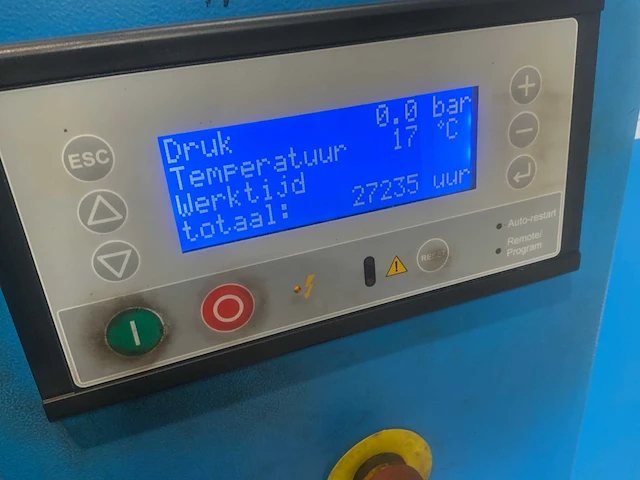 Druk 0.0 bar
Temperatuur 17 °C
Werktijd
totaal: 27235 uur
ESC
+
−
Auto-restart
Remote/
Program
I
O
RESET